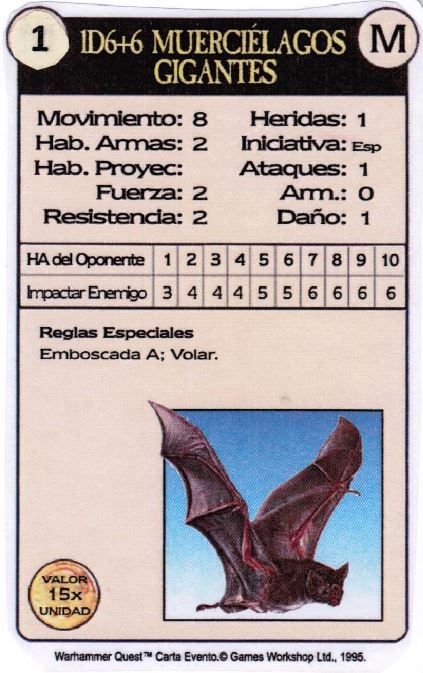 1
1D6+6 MUERCIÉLAGOS
GIGANTES
M
Movimiento: 8 Heridas: 1
Hab. Armas: 2 Iniciativa: Esp
Hab. Proyec: Ataques: 1
Fuerza: 2 Arm.: 0
Resistencia: 2 Daño: 1
HA del Oponente 1 2 3 4 5 6 7 8 9 10
Impactar Enemigo 3 4 4 4 5 5 6 6 6 6
Reglas Especiales
Emboscada A; Volar.
VALOR
15x
UNIDAD
Warhammer Quest™ Carta Evento.© Games Workshop Ltd., 1995.